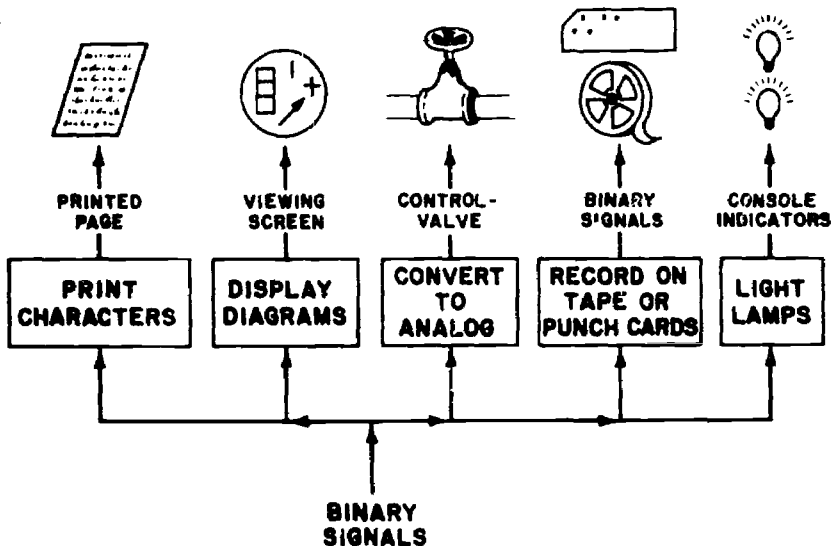 PRINTED
PAGE
VIEWING
SCREEN
CONTROL-
VALVE
BINARY
SIGNALS
CONSOLE
INDICATORS
PRINT
CHARACTERS
DISPLAY
DIAGRAMS
CONVERT
TO
ANALOG
RECORD ON
TAPE OR
PUNCH CARDS
LIGHT
LAMPS
BINARY
SIGNALS